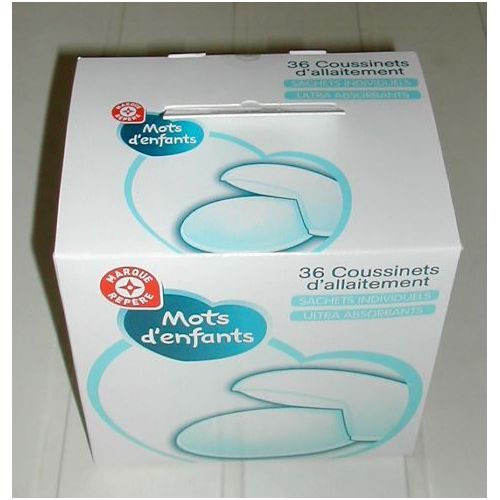 36 Coussinets
d'allaitement
SACHETS INDIVIDUELS
ULTRA ABSORBANTS
MARQUE
REPÈRE
Mots
d'enfants
36 Coussinets
d'allaitement
SACHETS INDIVIDUELS
ULTRA ABSORBANTS
MARQUE
REPÈRE
Mots
d'enfants